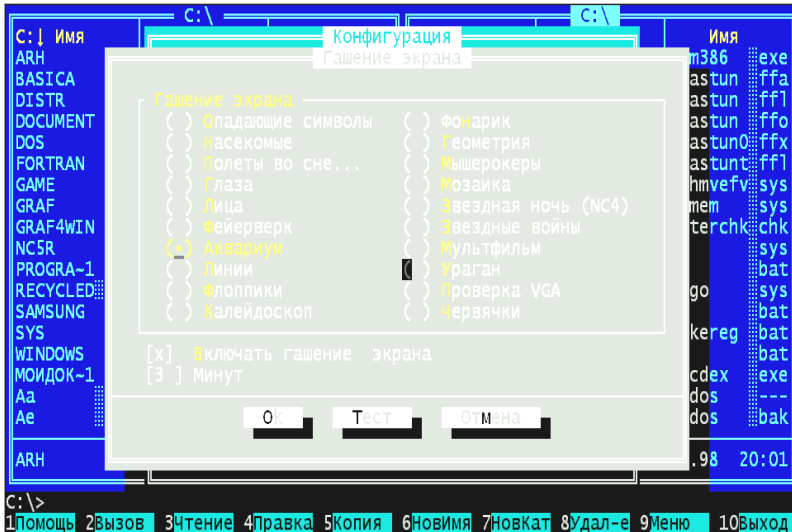 C:\ C:\
C:↓ Имя Конфигурация Имя
Гашение экрана
ARH m386 exe
BASICA astun ffa
DISTR Гашение экрана astun ffl
DOCUMENT ( ) Опадающие символы ( ) Фонарик astun ffo
DOS ( ) Насекомые ( ) Геометрия astunO ffx
FORTRAN ( ) Полеты во сне... ( ) Мышерокеры astunt ffl
GAME ( ) Глаза ( ) Мозаика hmvefv sys
GRAF ( ) Лица ( ) Звездная ночь (NC4) mem sys
GRAF4WIN ( ) Фейерверк ( ) Звездные войны terchk chk
NC5R (•) Аквариум ( ) Мультфильм sys
PROGRA~1 ( ) Линии ( ) Ураган bat
RECYCLED ( ) Флоппики ( ) Проверка VGA go sys
SAMSUNG ( ) Калейдоскоп ( ) Червячки bat
SYS kereg bat
WINDOWS [x] Включать гашение экрана bat
МОИДОК~1 [3 ] Минут cdex exe
Aa dos ---
Ae Ok Тест Отмена dos bak
ARH .98 20:01
C:\>
1Помощь 2Вызов 3Чтение 4Правка 5Копия 6НовИмя 7НовКат 8Удал-е 9Меню 10Выход